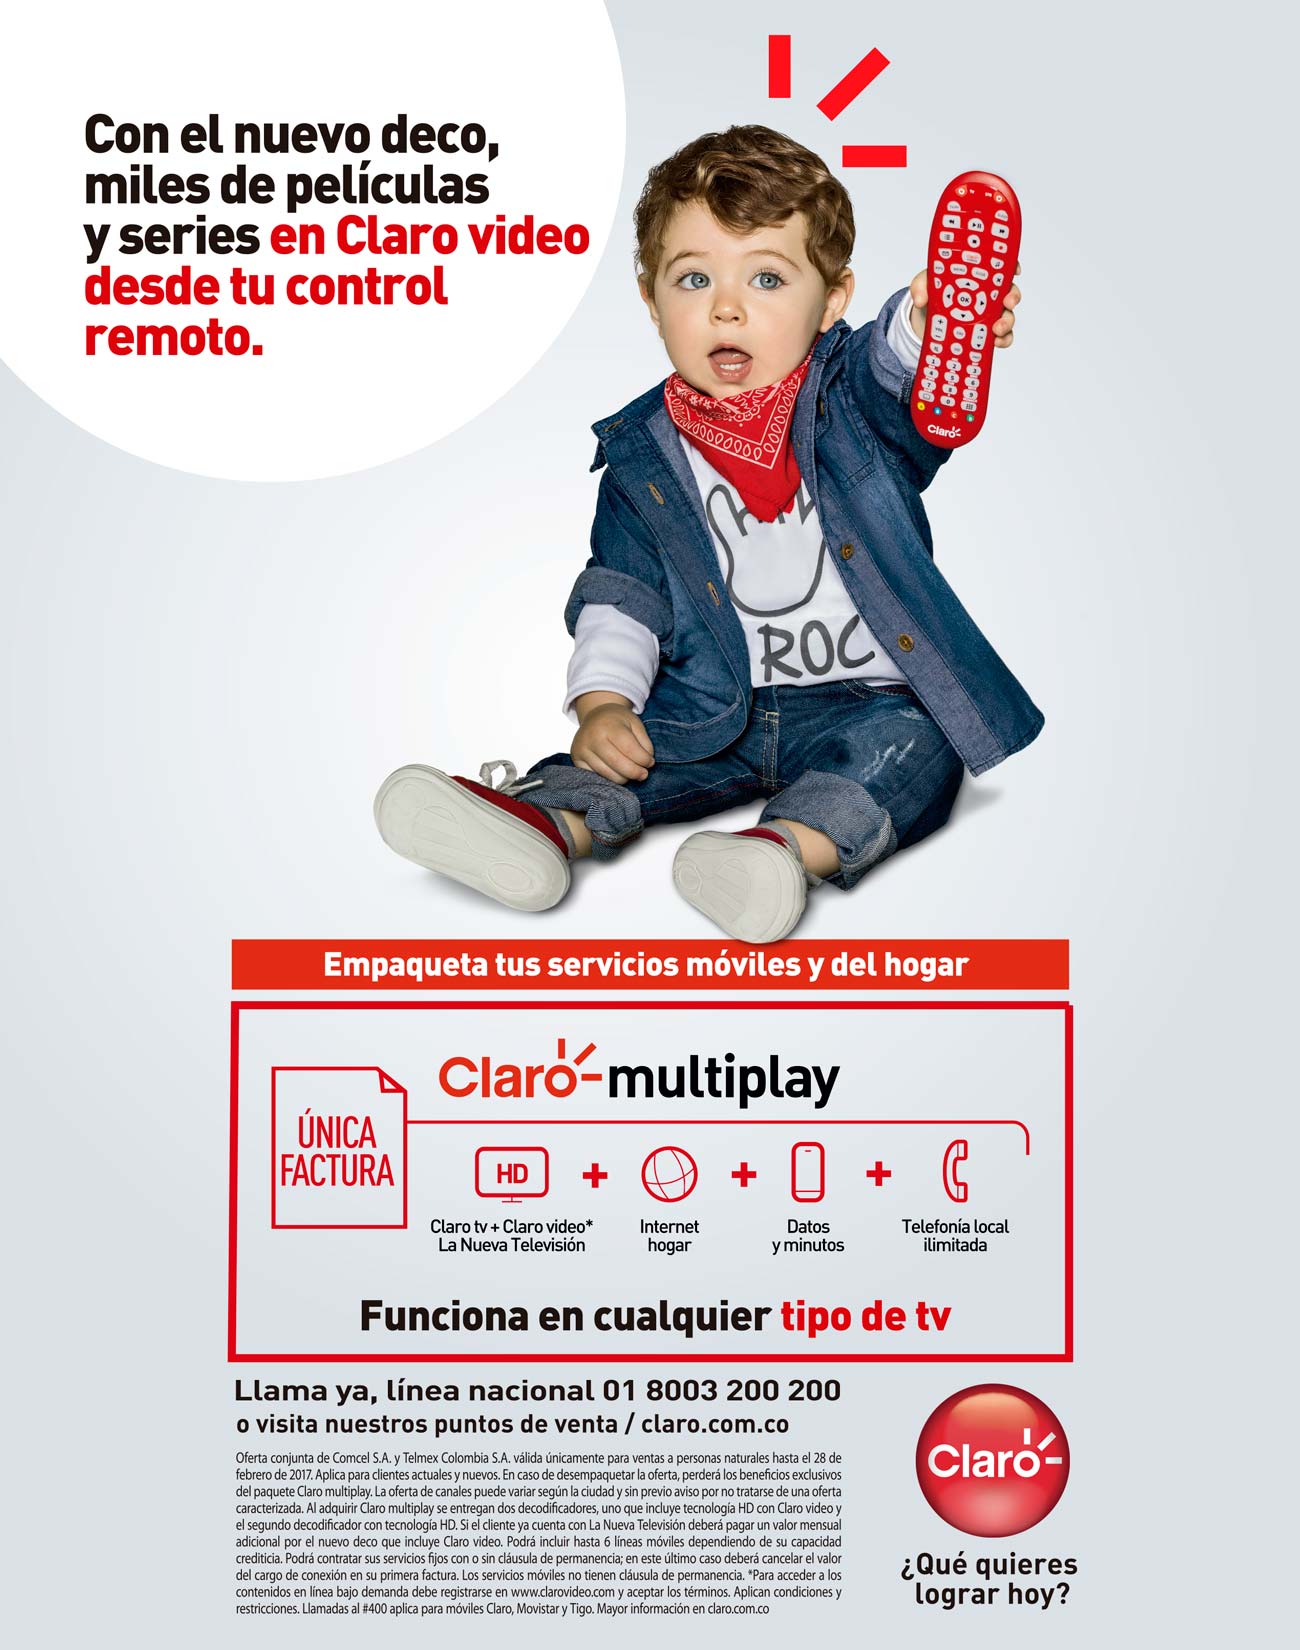 Con el nuevo deco,
miles de películas
y series en Claro video
desde tu control
remoto.
Claro
ROC
Empaqueta tus servicios móviles y del hogar
Claro multiplay
ÚNICA
FACTURA
HD
+
+
+
Claro tv + Claro video*
La Nueva Televisión
Internet
hogar
Datos
y minutos
Telefonía local
ilimitada
Funciona en cualquier tipo de tv
Llama ya, línea nacional 01 8003 200 200
o visita nuestros puntos de venta / claro.com.co
Oferta conjunta de Comcel S.A. y Telmex Colombia S.A. válida únicamente para ventas a personas naturales hasta el 28 de
febrero de 2017. Aplica para clientes actuales y nuevos. En caso de desempaquetar la oferta, perderá los beneficios exclusivos
del paquete Claro multiplay. La oferta de canales puede variar según la ciudad y sin previo aviso por no tratarse de una oferta
caracterizada. Al adquirir Claro multiplay se entregan dos decodificadores, uno que incluye tecnología HD con Claro video y
el segundo decodificador con tecnología HD. Si el cliente ya cuenta con La Nueva Televisión deberá pagar un valor mensual
adicional por el nuevo deco que incluye Claro video. Podrá incluir hasta 6 líneas móviles dependiendo de su capacidad
crediticia. Podrá contratar sus servicios fijos con o sin cláusula de permanencia; en este último caso deberá cancelar el valor
del cargo de conexión en su primera factura. Los servicios móviles no tienen cláusula de permanencia. *Para acceder a los
contenidos en línea bajo demanda debe registrarse en www.clarovideo.com y aceptar los términos. Aplican condiciones y
restricciones. Llamadas al #400 aplica para móviles Claro, Movistar y Tigo. Mayor información en claro.com.co
Claro
¿Qué quieres
lograr hoy?